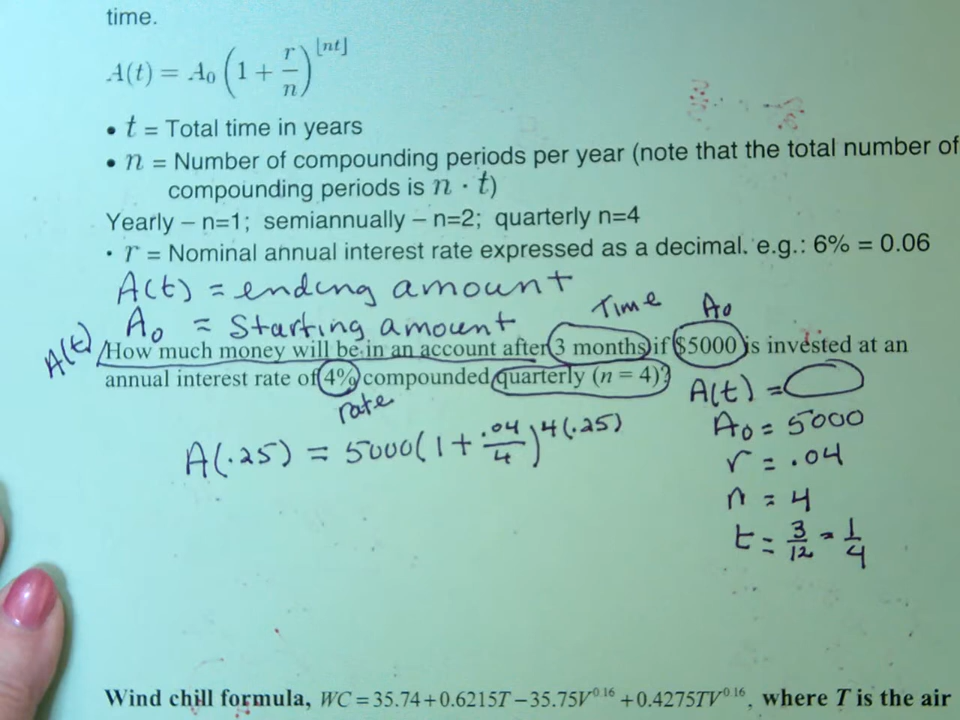 time.
A(t) = A₀ (1 + r/n)^⌊nt⌋
• t = Total time in years
• n = Number of compounding periods per year (note that the total number of
compounding periods is n · t)
Yearly – n=1; semiannually – n=2; quarterly n=4
• r = Nominal annual interest rate expressed as a decimal. e.g.: 6% = 0.06
A(t) = ending amount
A₀ = Starting amount
Time A₀
A(t) How much money will be in an account after 3 months if $5000 is invested at an
annual interest rate of 4% compounded quarterly (n = 4)?
rate
A(t) =
A₀ = 5000
A(.25) = 5000(1 + .04/4)^4(.25)
r = .04
n = 4
t = 3/12 = 1/4
Wind chill formula, WC = 35.74 + 0.6215T – 35.75V^0.16 + 0.4275TV^0.16, where T is the air